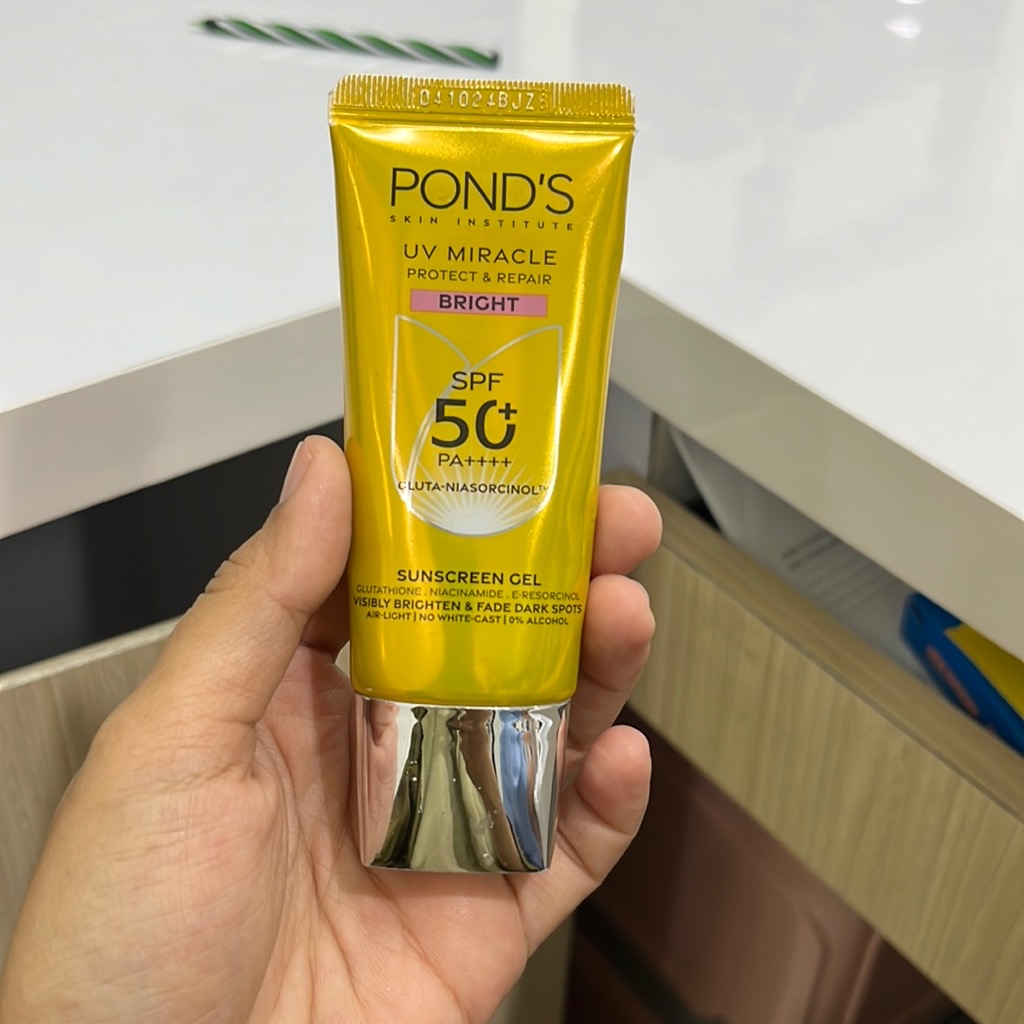 041024BJZ
POND'S
SKIN INSTITUTE
UV MIRACLE
PROTECT & REPAIR
BRIGHT
SPF
50+
PA++++
GLUTA-NIASORCINOL™
SUNSCREEN GEL
GLUTATHIONE . NIACINAMIDE . E-RESORCINOL
VISIBLY BRIGHTEN & FADE DARK SPOTS
AIR-LIGHT | NO WHITE-CAST | 0% ALCOHOL